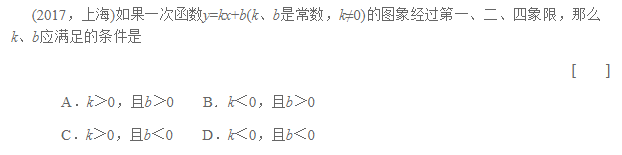 (2017，上海)如果一次函数y=kx+b(k、b是常数，k≠0)的图象经过第一、二、四象限，那么
k、b应满足的条件是
[　　]
A．k＞0，且b＞0　　B．k＜0，且b＞0
C．k＞0，且b＜0　　D．k＜0，且b＜0